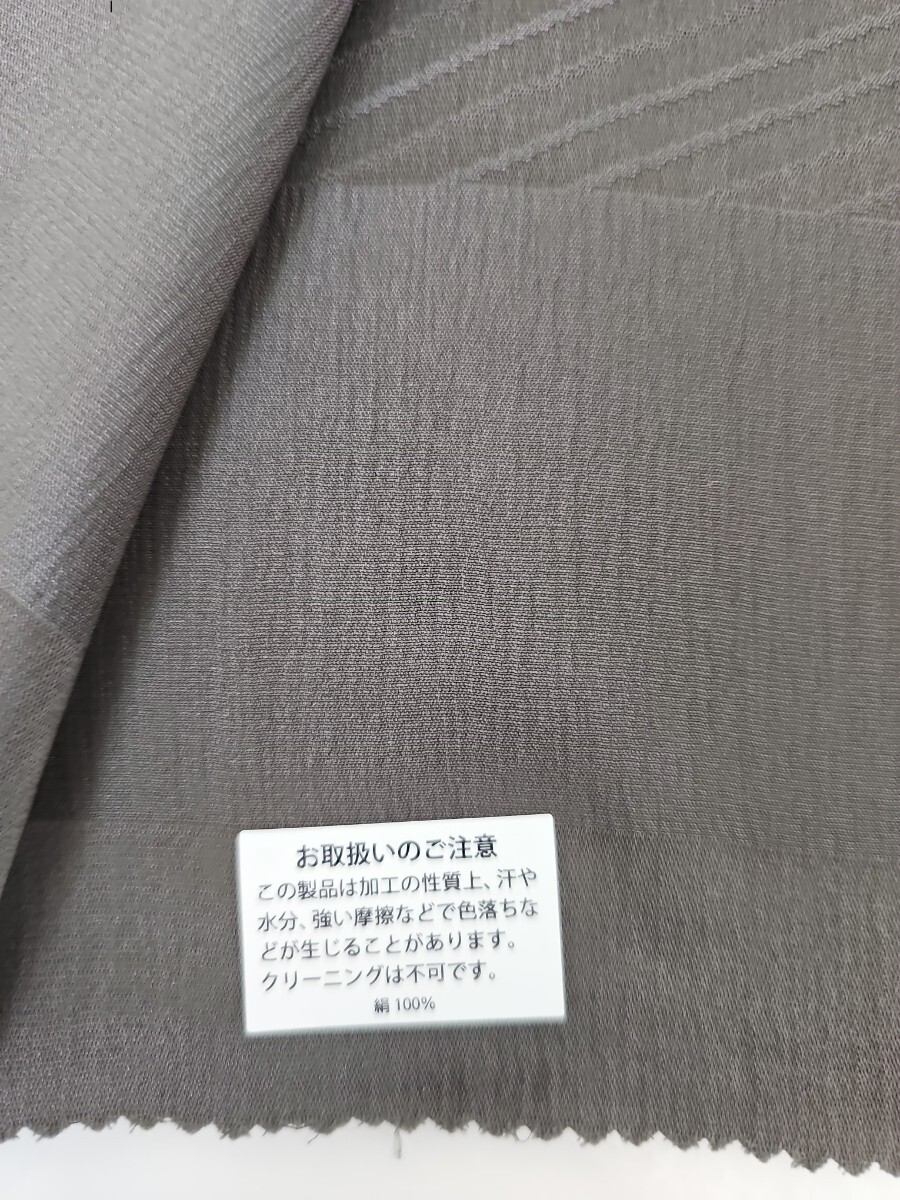 お取扱いのご注意
この製品は加工の性質上、汗や
水分、強い摩擦などで色落ちな
どが生じることがあります。
クリーニングは不可です。
絹 100%